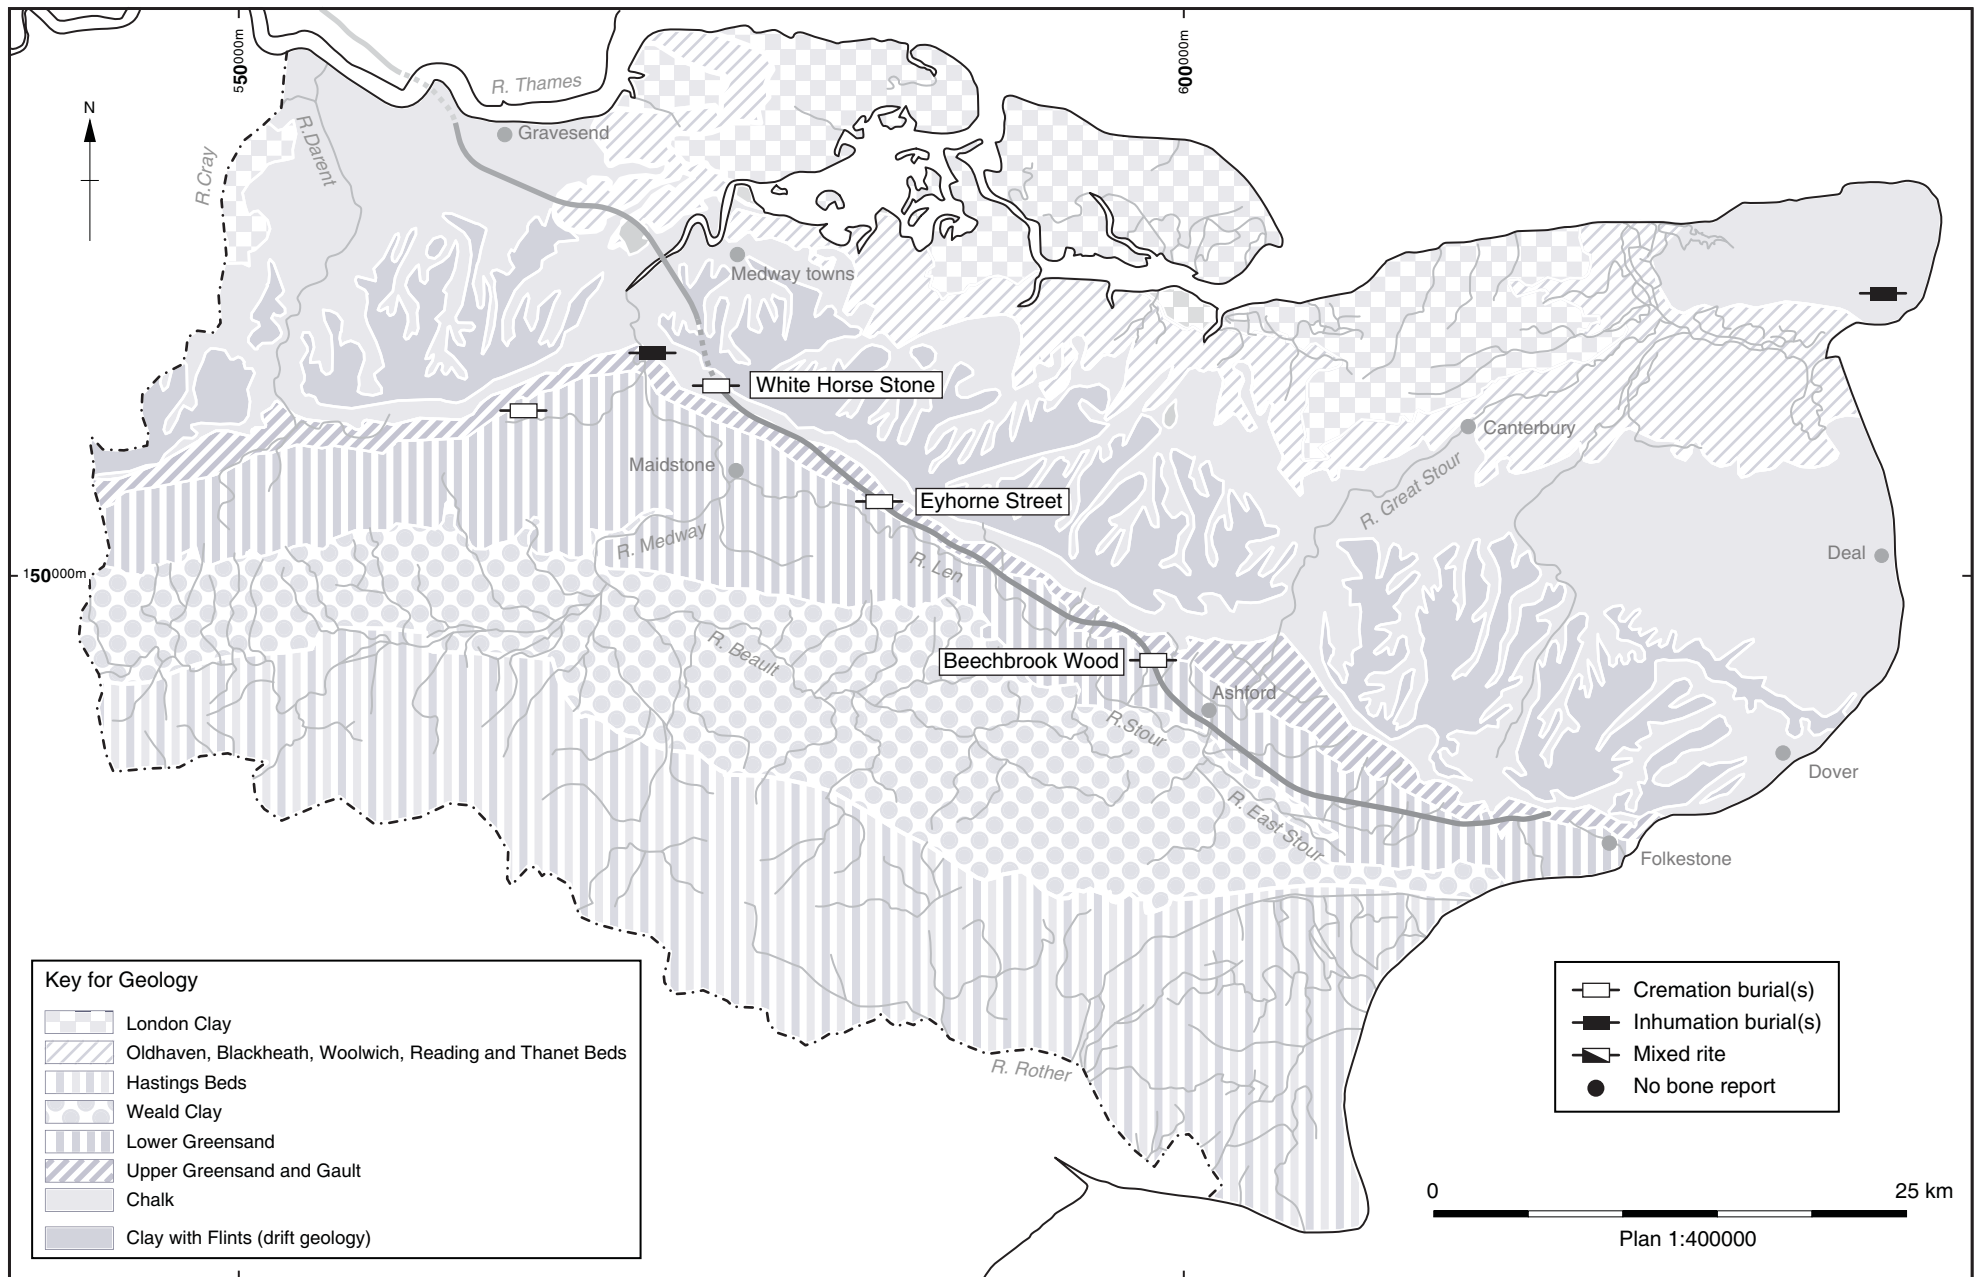 550000m
600000m
N
R. Thames
Gravesend
R.Darent
R.Cray
Medway towns
White Horse Stone
Canterbury
Maidstone
R. Great Stour
Eyhorne Street
R. Medway
Deal
R. Len
150000m
R. Beault
Beechbrook Wood
Ashford
R.Stour
Dover
R. East Stour
Folkestone
R. Rother
Key for Geology
London Clay
Oldhaven, Blackheath, Woolwich, Reading and Thanet Beds
Hastings Beds
Weald Clay
Lower Greensand
Upper Greensand and Gault
Chalk
Clay with Flints (drift geology)
Cremation burial(s)
Inhumation burial(s)
Mixed rite
No bone report
0 25 km
Plan 1:400000